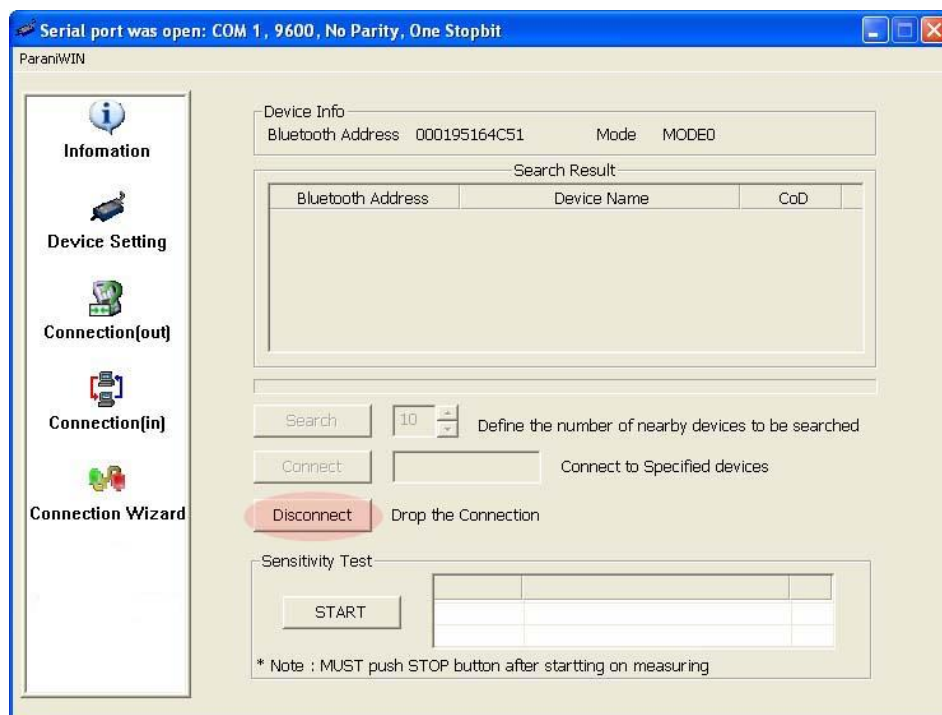 Serial port was open: COM 1, 9600, No Parity, One Stopbit
ParaniWIN
Infomation
Device Setting
Connection(out)
Connection(in)
Connection Wizard
Device Info
Bluetooth Address 000195164C51 Mode MODE0
Search Result
Bluetooth Address Device Name CoD
Search 10 Define the number of nearby devices to be searched
Connect Connect to Specified devices
Disconnect Drop the Connection
Sensitivity Test
START
* Note : MUST push STOP button after startting on measuring